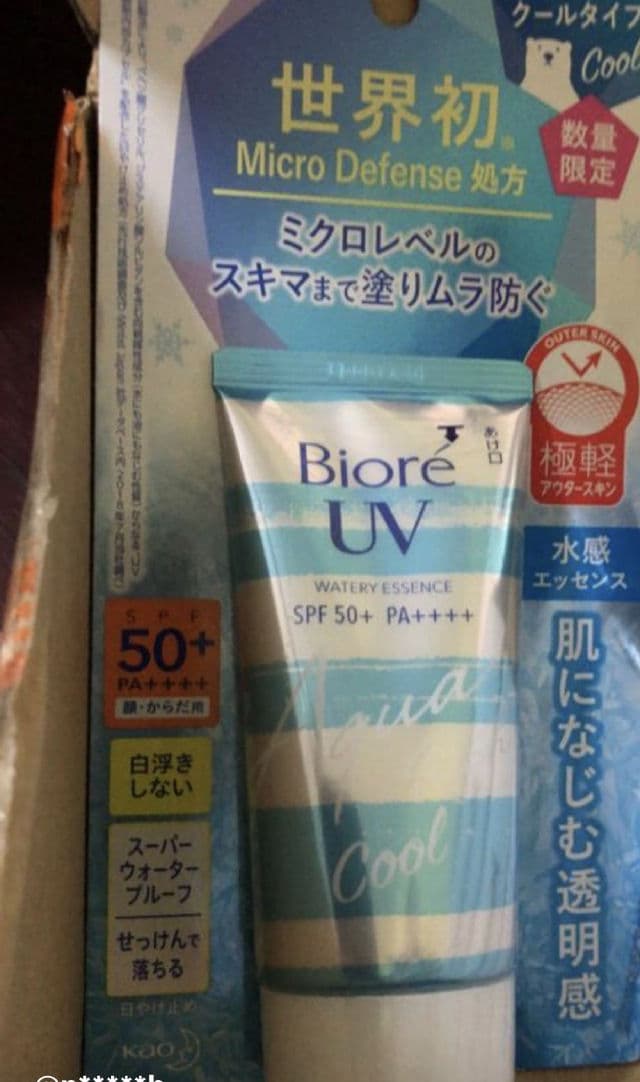 クールタイプ
Cool
世界初※
数量
限定
Micro Defense 処方
ミクロレベルの
スキマまで塗りムラ防ぐ
OUTER SKIN
極軽
アウタースキン
あけ口
Bioré
UV
WATERY ESSENCE
SPF 50+ PA++++
Aqua
Cool
水感
エッセンス
肌になじむ透明感
SPF
50+
PA++++
顔・からだ用
白浮き
しない
スーパー
ウォーター
プルーフ
せっけんで
落ちる
日やけ止め
Kao